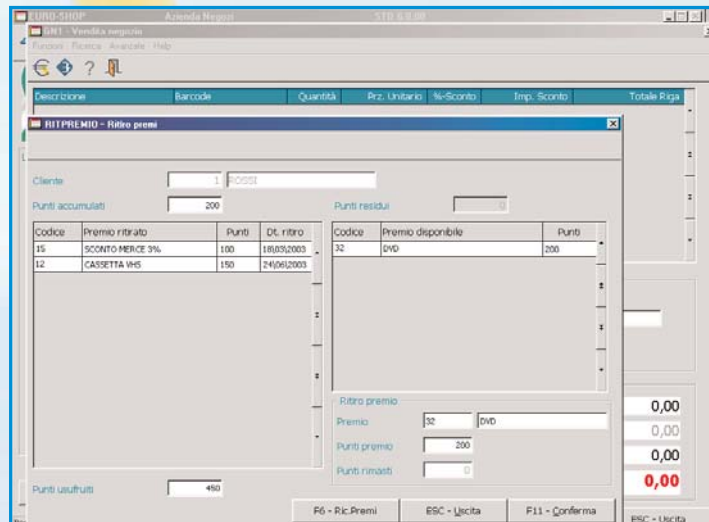 EURO-SHOP Azienda Negozi STD 6.0.00
GN1 - Vendita negozio
Funzioni Ricerca Avanzate Help
Descrizione Barcode Quantità Prz. Unitario %-Sconto Imp. Sconto Totale Riga
RITPREMIO - Ritiro premi
Cliente 1 ROSSI
Punti accumulati 200 Punti residui 0
Codice Premio ritirato Punti Dt. ritiro
15 SCONTO MERCE 3% 100 18\03\2003
12 CASSETTA VHS 150 24\06\2003
Codice Premio disponibile Punti
32 DVD 200
Ritiro premio
Premio 32 DVD
Punti premio 200
Punti rimasti 0
Punti usufruiti 450
F6 - Ric.Premi ESC - Uscita F11 - Conferma
0,00
0,00
0,00
0,00
ESC - Uscita